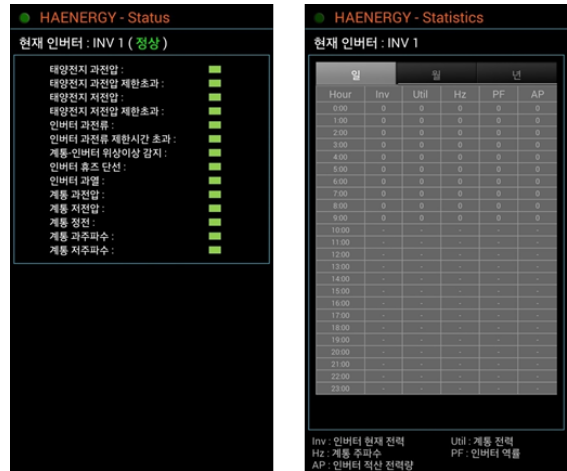 HAENERGY - Status
현재 인버터 : INV 1 ( 정상 )
태양전지 과전압 :
태양전지 과전압 제한초과 :
태양전지 저전압 :
태양전지 저전압 제한초과 :
인버터 과전류 :
인버터 과전류 제한시간 초과 :
계통-인버터 위상이상 감지 :
인버터 휴즈 단선 :
인버터 과열 :
계통 과전압 :
계통 저전압 :
계통 정전 :
계통 과주파수 :
계통 저주파수 :
HAENERGY - Statistics
현재 인버터 : INV 1
일 월 년
Hour Inv Util Hz PF AP
0:00 0 0 0 0 0
1:00 0 0 0 0 0
2:00 0 0 0 0 0
3:00 0 0 0 0 0
4:00 0 0 0 0 0
5:00 0 0 0 0 0
6:00 0 0 0 0 0
7:00 0 0 0 0 0
8:00 0 0 0 0 0
9:00 0 0 0 0 0
10:00 - - - - -
11:00 - - - - -
12:00 - - - - -
13:00 - - - - -
14:00 - - - - -
15:00 - - - - -
16:00 - - - - -
17:00 - - - - -
18:00 - - - - -
19:00 - - - - -
20:00 - - - - -
21:00 - - - - -
22:00 - - - - -
23:00 - - - - -
Inv : 인버터 현재 전력 Util : 계통 전력
Hz : 계통 주파수 PF : 인버터 역률
AP : 인버터 적산 전력량